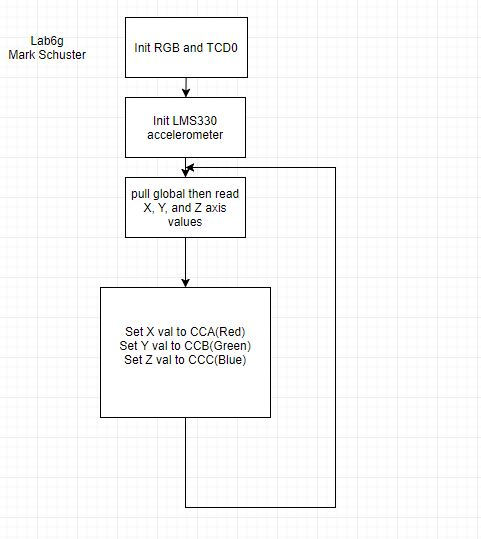 Lab6g
Mark Schuster
Init RGB and TCD0
Init LMS330
accelerometer
pull global then read
X, Y, and Z axis
values
Set X val to CCA(Red)
Set Y val to CCB(Green)
Set Z val to CCC(Blue)